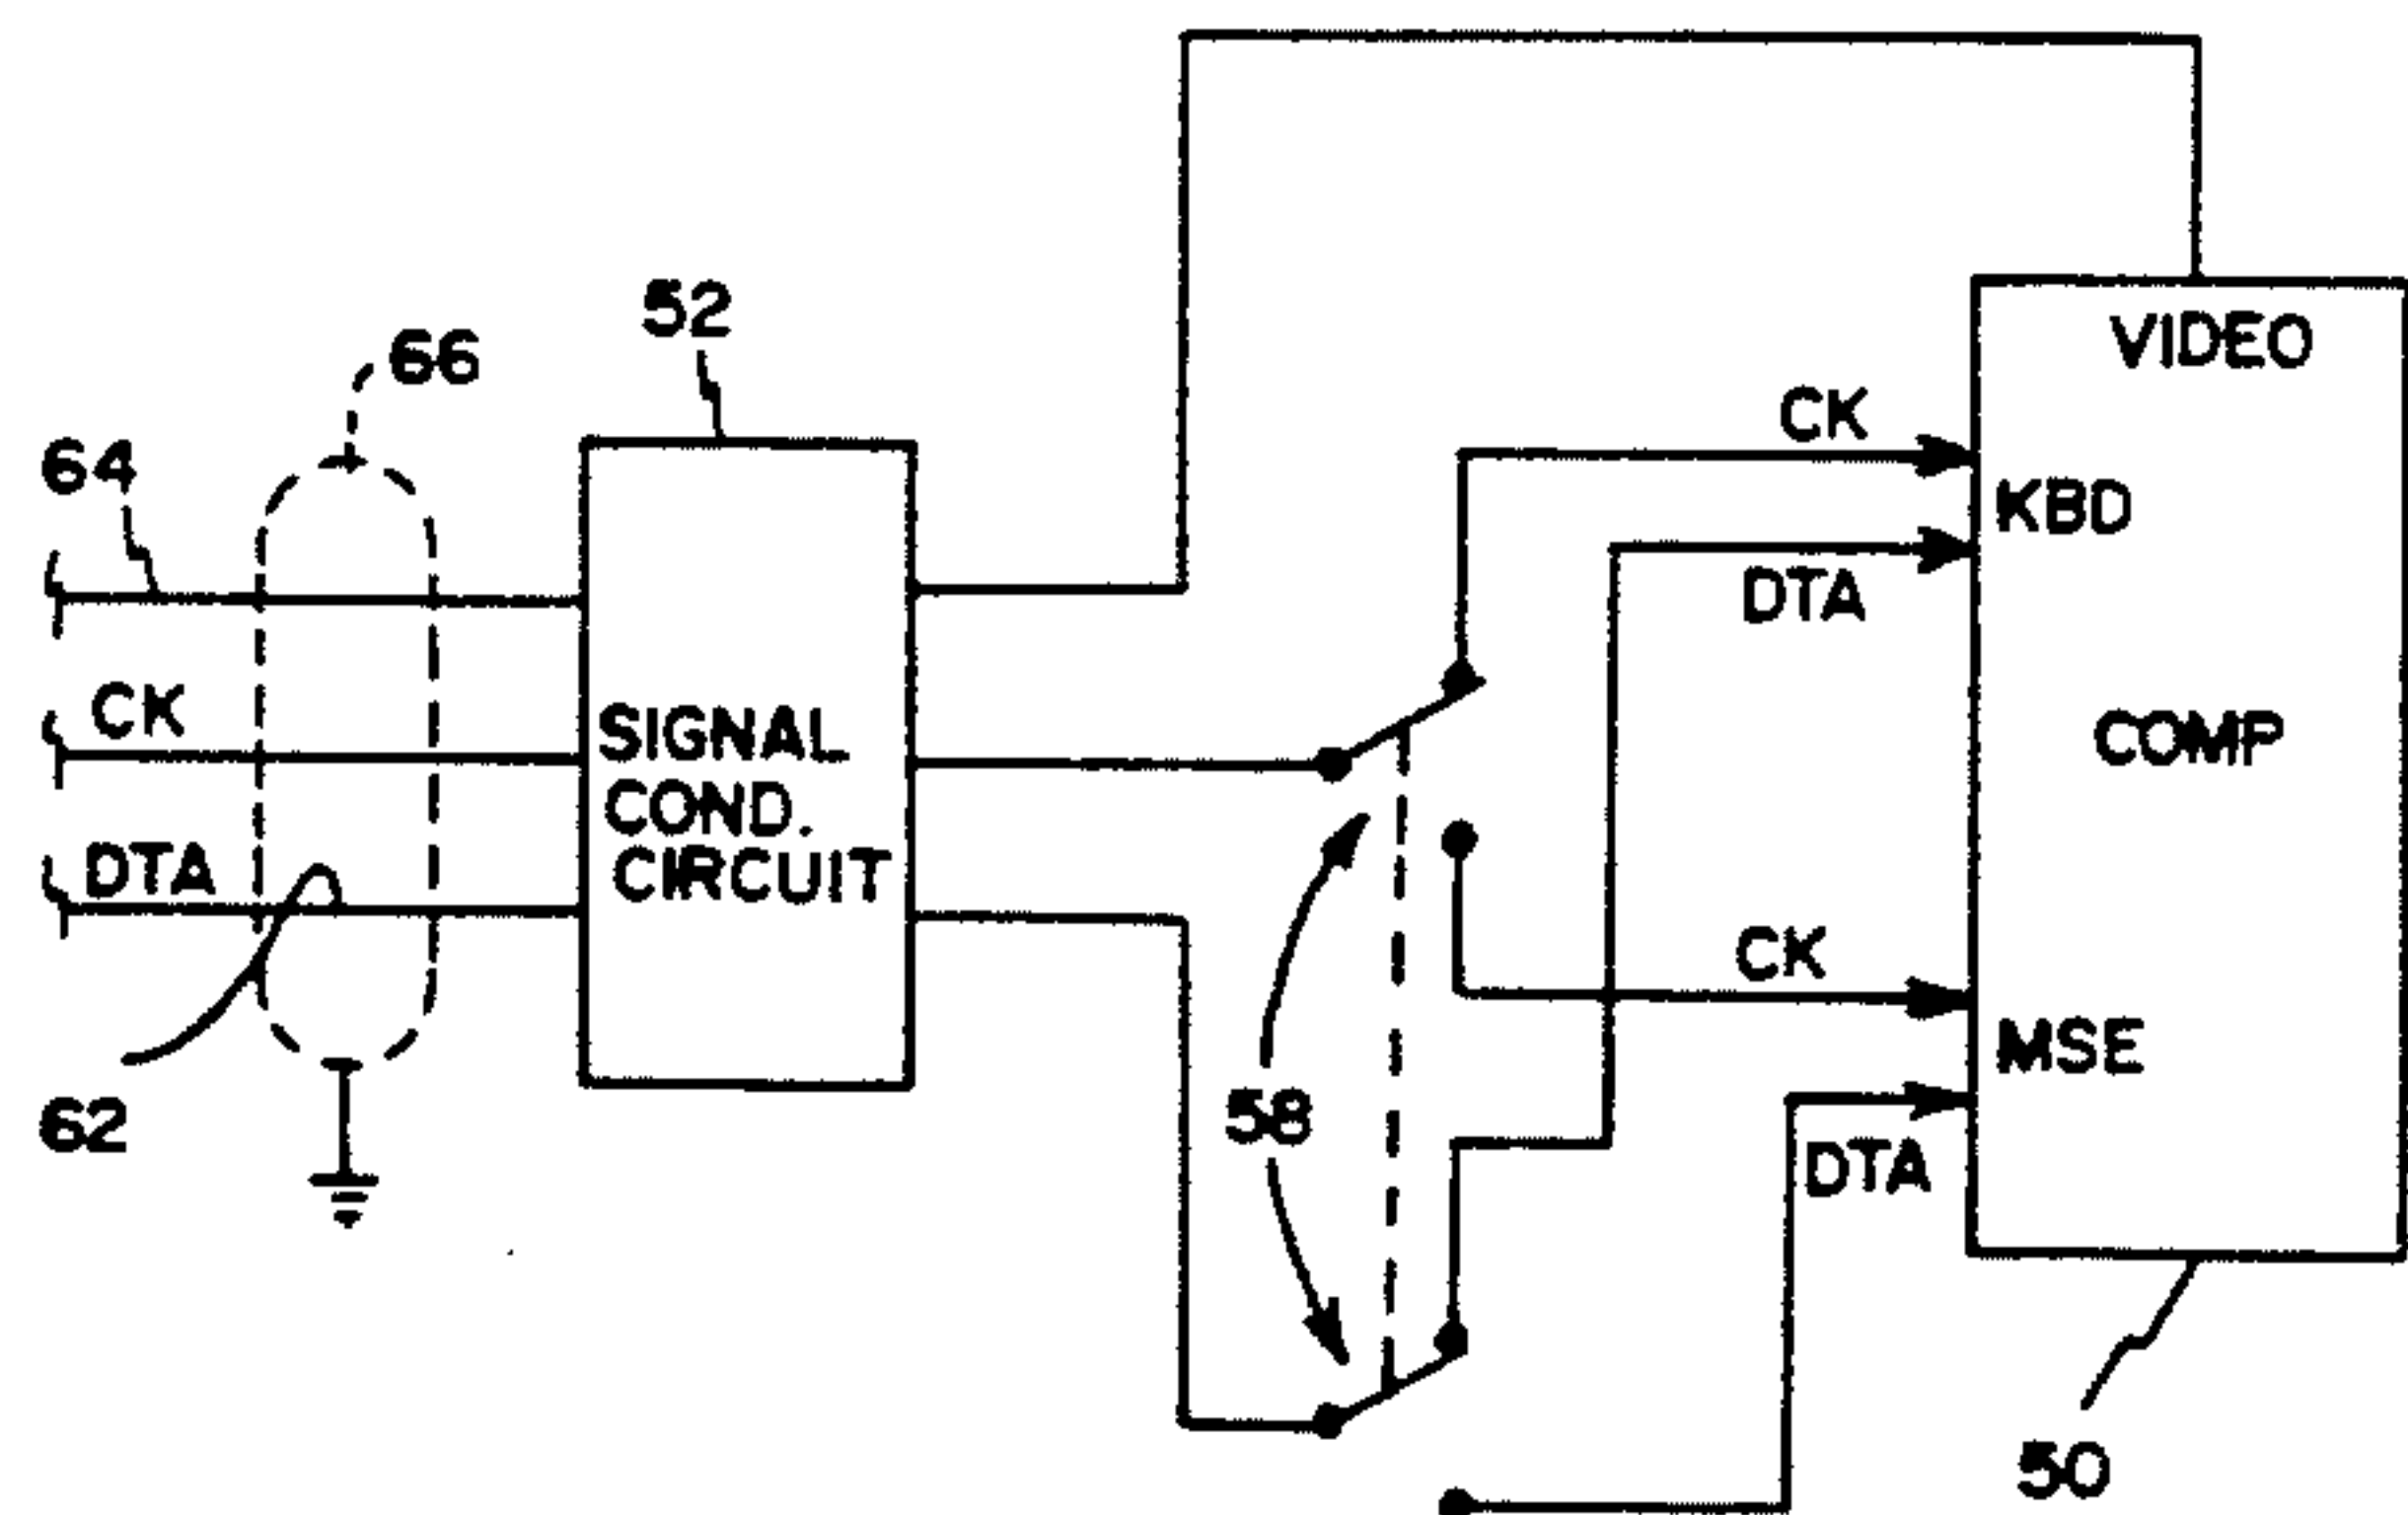 52
66
VIDEO
CK
64
KBD
DTA
CK
SIGNAL
COND.
CIRCUIT
COMP
DTA
CK
MSE
62
58
DTA
50